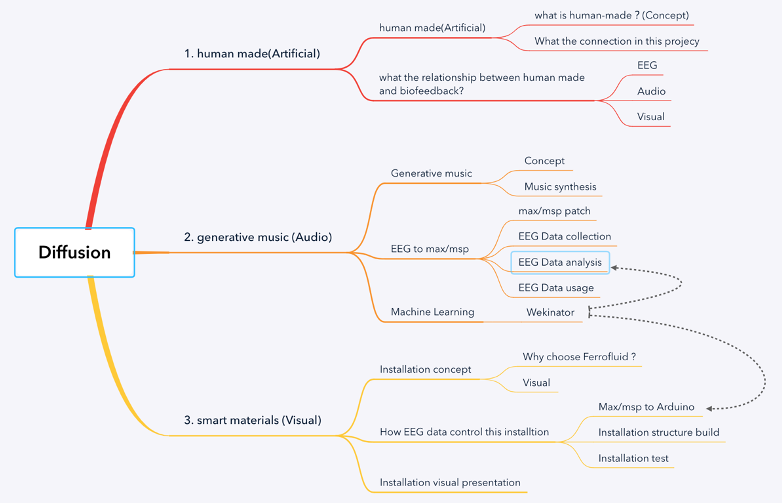 Diffusion
1. human made(Artificial)
human made(Artificial)
what is human-made ? (Concept)
What the connection in this projecy
what the relationship between human made
and biofeedback?
EEG
Audio
Visual
2. generative music (Audio)
Generative music
Concept
Music synthesis
EEG to max/msp
max/msp patch
EEG Data collection
EEG Data analysis
EEG Data usage
Machine Learning
Wekinator
3. smart materials (Visual)
Installation concept
Why choose Ferrofluid ?
Visual
How EEG data control this installtion
Max/msp to Arduino
Installation structure build
Installation test
Installation visual presentation